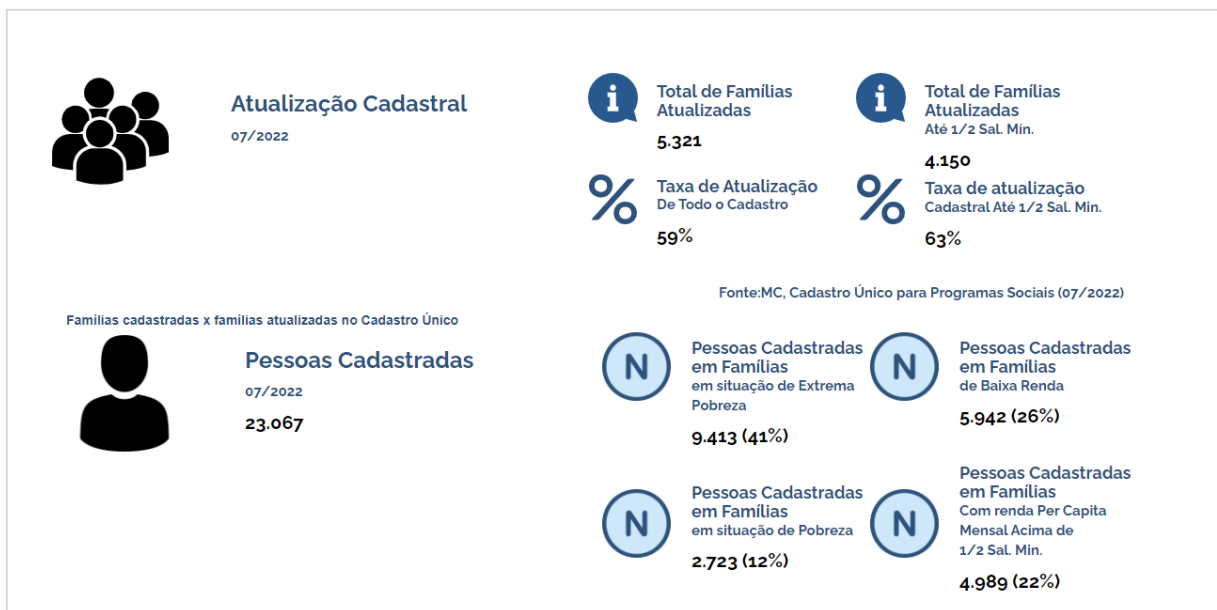 Atualização Cadastral
07/2022
Total de Famílias
Atualizadas
5.321
Total de Famílias
Atualizadas
Até 1/2 Sal. Mín.
4.150
%
Taxa de Atualização
De Todo o Cadastro
59%
%
Taxa de atualização
Cadastral Até 1/2 Sal. Min.
63%
Fonte:MC, Cadastro Único para Programas Sociais (07/2022)
Famílias cadastradas x famílias atualizadas no Cadastro Único
Pessoas Cadastradas
07/2022
23.067
N
Pessoas Cadastradas
em Famílias
em situação de Extrema
Pobreza
9.413 (41%)
N
Pessoas Cadastradas
em Famílias
de Baixa Renda
5.942 (26%)
N
Pessoas Cadastradas
em Famílias
em situação de Pobreza
2.723 (12%)
N
Pessoas Cadastradas
em Famílias
Com renda Per Capita
Mensal Acima de
1/2 Sal. Min.
4.989 (22%)